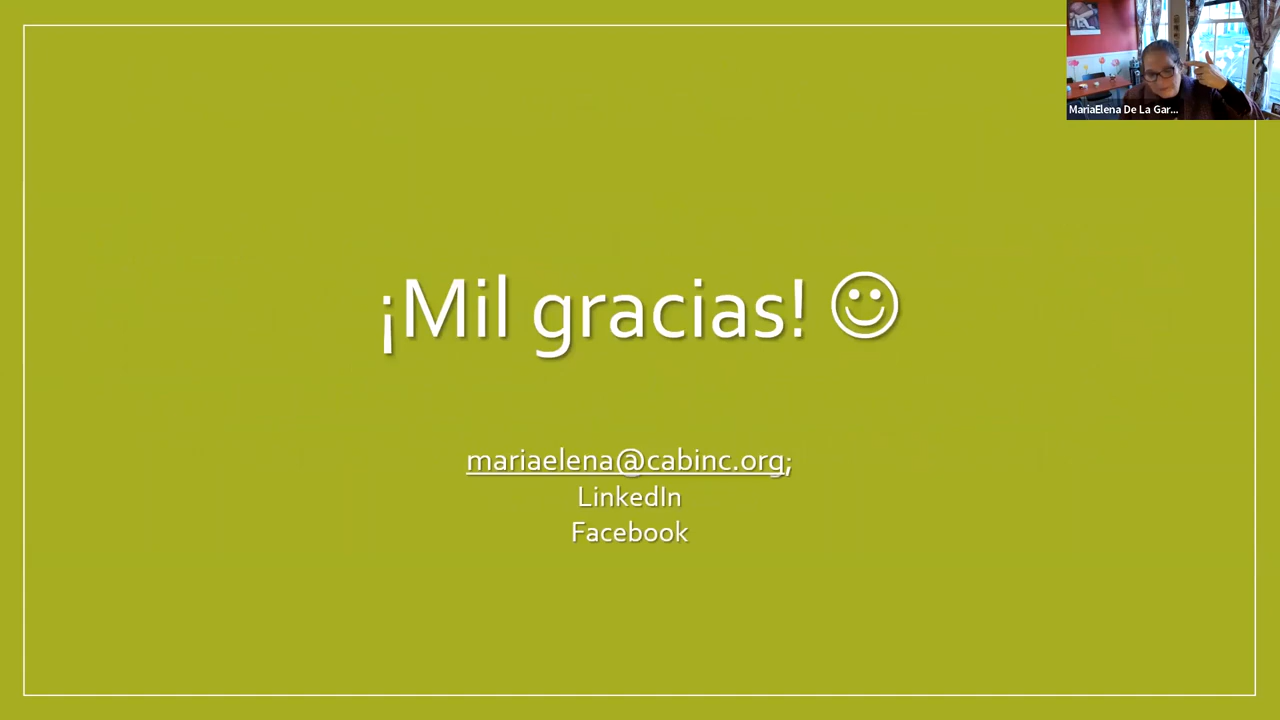 MariaElena De La Gar...
¡Mil gracias! ☺
mariaelena@cabinc.org;
LinkedIn
Facebook